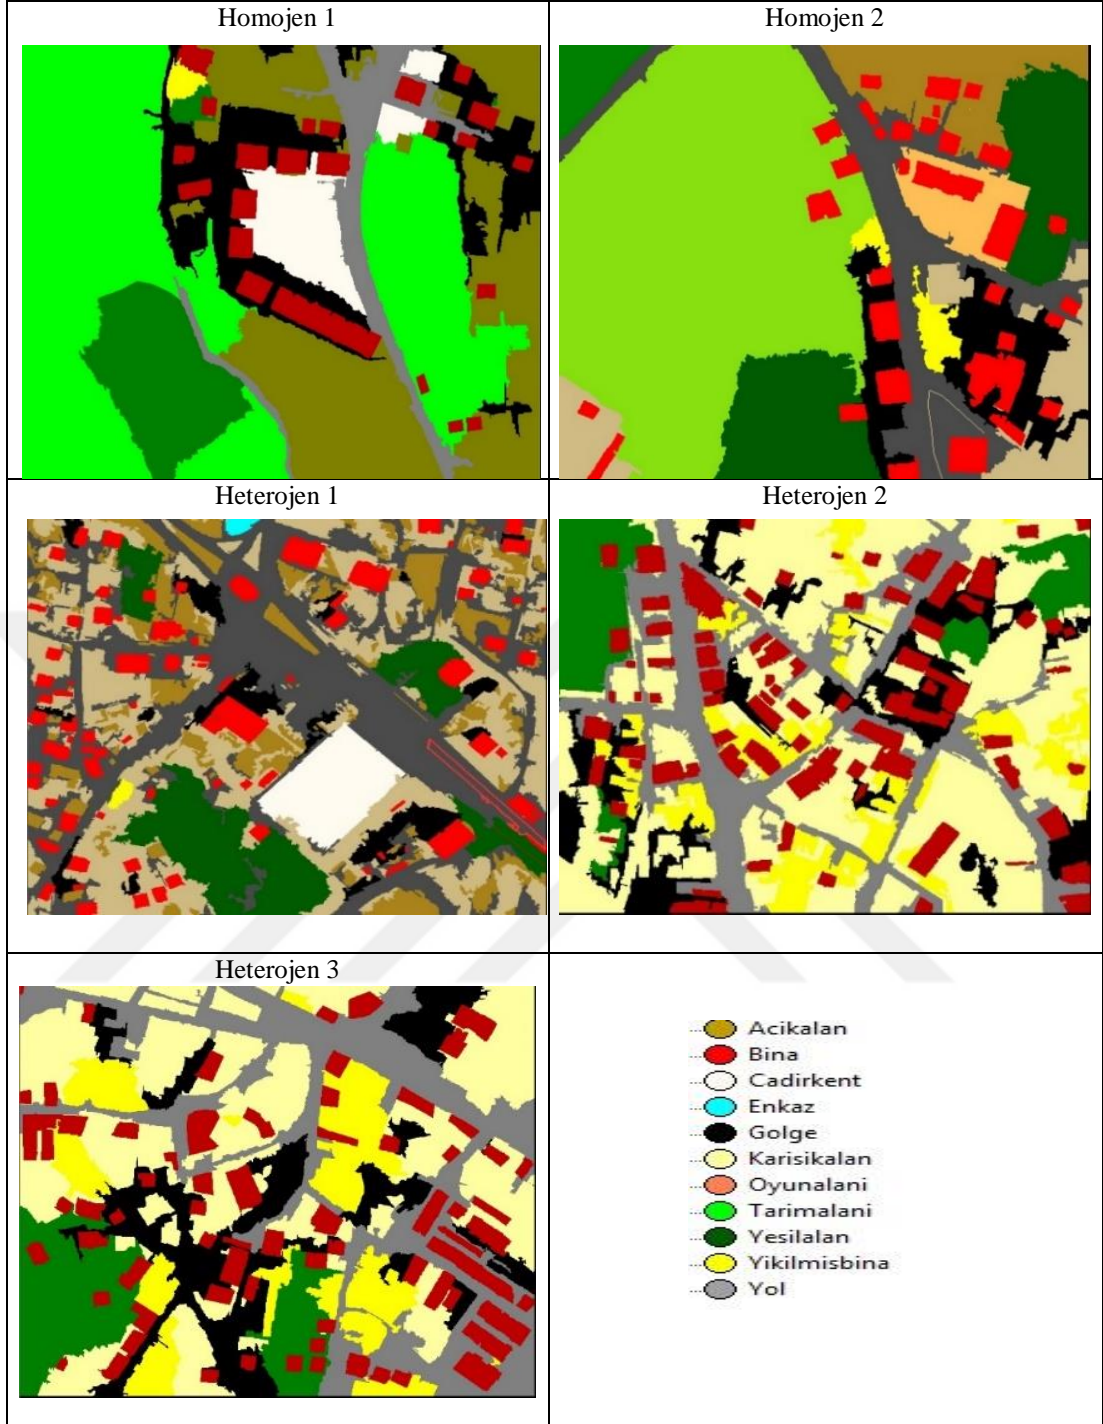 Homojen 1
Homojen 2
Heterojen 1
Heterojen 2
Heterojen 3
Acikalan
Bina
Cadirkent
Enkaz
Golge
Karisikalan
Oyunalani
Tarimalani
Yesilalan
Yikilmisbina
Yol